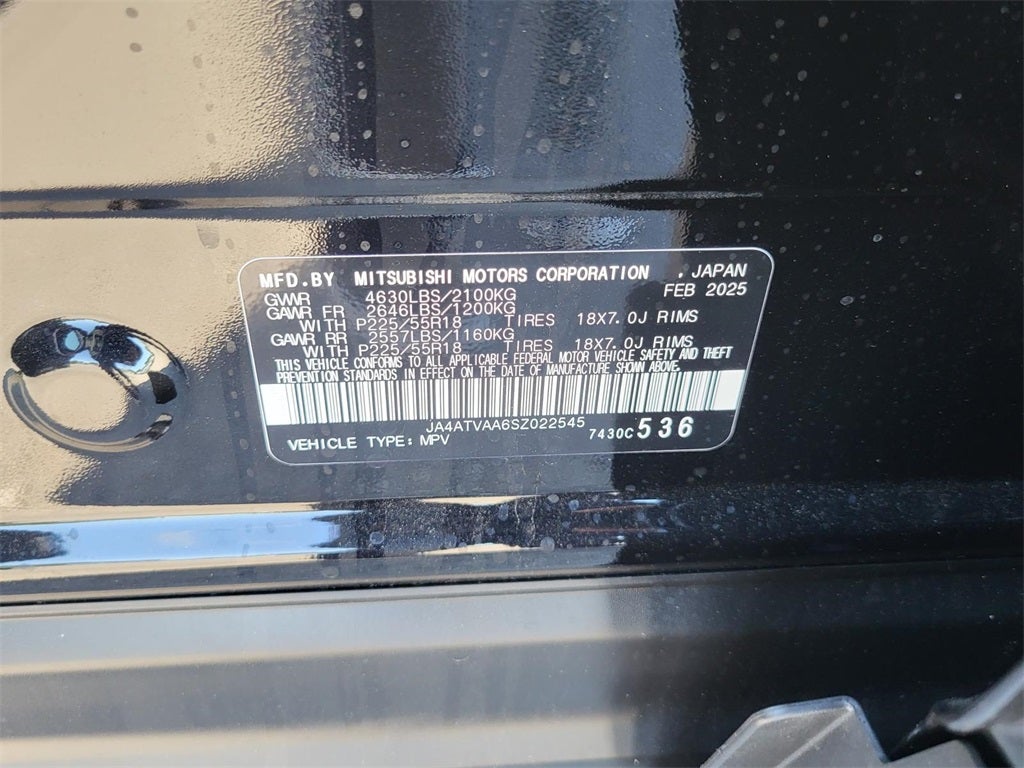 MFD.BY MITSUBISHI MOTORS CORPORATION , JAPAN
GWR 4630LBS/2100KG FEB 2025
GAWR FR 2646LBS/1200KG
WITH P225/55R18 TIRES 18X7.0J RIMS
GAWR RR 2557LBS/1160KG
WITH P225/55R18 TIRES 18X7.0J RIMS
THIS VEHICLE CONFORMS TO ALL APPLICABLE FEDERAL MOTOR VEHICLE SAFETY AND THEFT
PREVENTION STANDARDS IN EFFECT ON THE DATE OF MANUFACTURE SHOWN ABOVE.
JA4ATVAA6SZ022545
VEHICLE TYPE: MPV 7430C 536